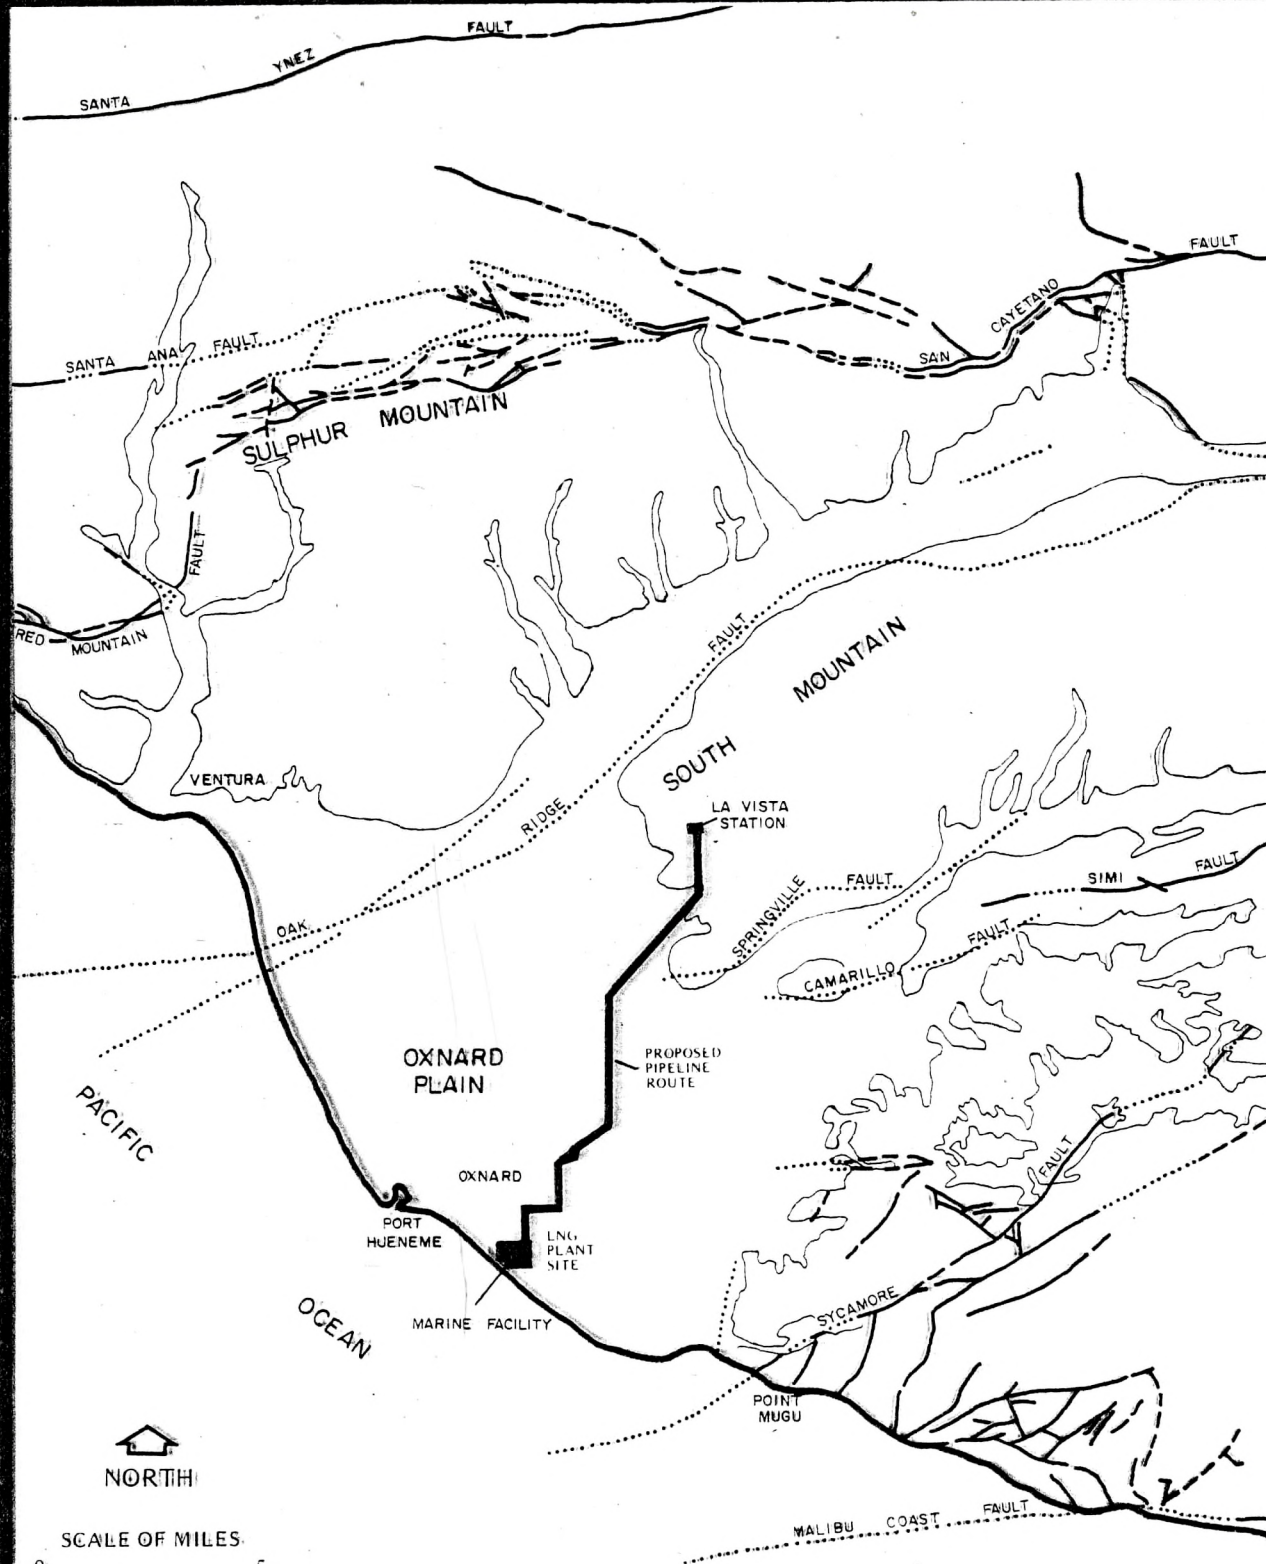 SANTA YNEZ FAULT
SAN CAYETANO FAULT
SANTA ANA FAULT
SULPHUR MOUNTAIN
FAULT
RED MOUNTAIN
FAULT
SOUTH MOUNTAIN
VENTURA
LA VISTA
STATION
OAK RIDGE
SPRINGVILLE FAULT
SIMI FAULT
CAMARILLO FAULT
OXNARD
PLAIN
PROPOSED
PIPELINE
ROUTE
PACIFIC
OCEAN
OXNARD
FAULT
PORT
HUENEME
LNG
PLANT
SITE
MARINE FACILITY
SYCAMORE
POINT
MUGU
NORTH
MALIBU COAST FAULT
SCALE OF MILES
0 5